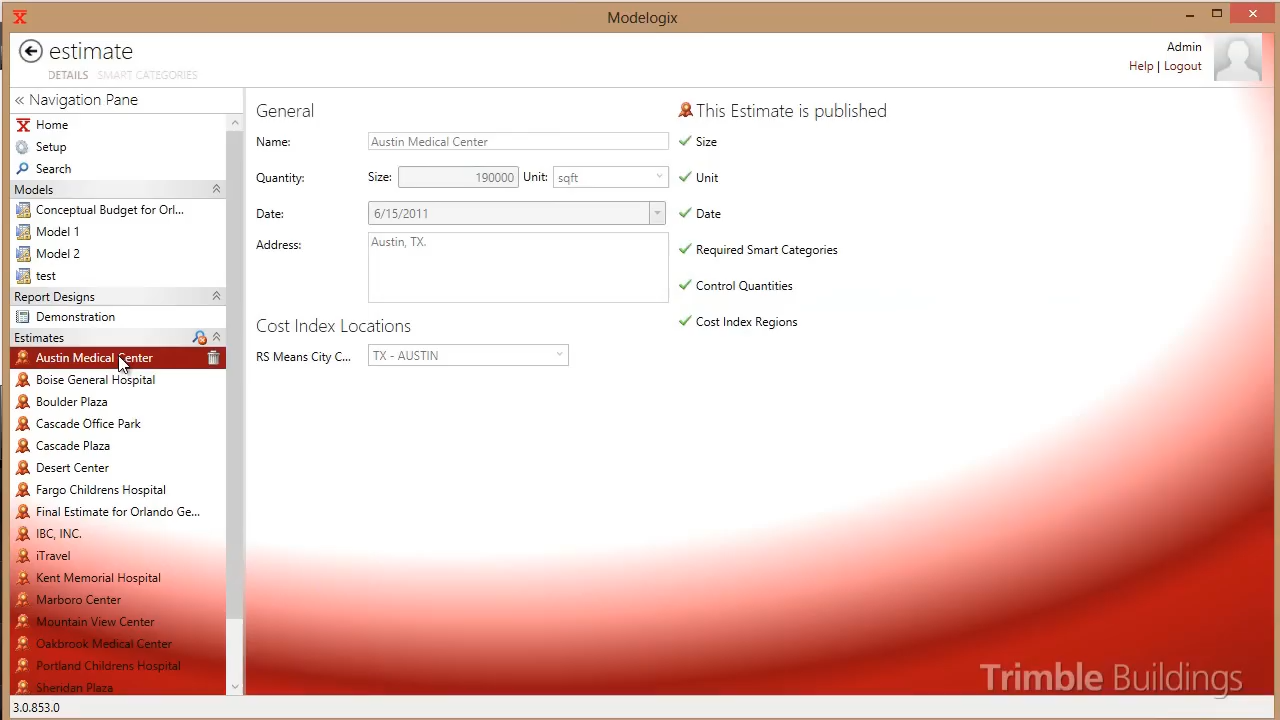 Modelogix
estimate
DETAILS SMART CATEGORIES
Admin
Help | Logout
« Navigation Pane
Home
Setup
Search
Models
Conceptual Budget for Orl...
Model 1
Model 2
test
Report Designs
Demonstration
Estimates
Austin Medical Center
Boise General Hospital
Boulder Plaza
Cascade Office Park
Cascade Plaza
Desert Center
Fargo Childrens Hospital
Final Estimate for Orlando Ge...
IBC, INC.
iTravel
Kent Memorial Hospital
Marboro Center
Mountain View Center
Oakbrook Medical Center
Portland Childrens Hospital
Sheridan Plaza
General
Name: Austin Medical Center
Quantity: Size: 190000 Unit: sqft
Date: 6/15/2011
Address: Austin, TX.
Cost Index Locations
RS Means City C... TX - AUSTIN
This Estimate is published
Size
Unit
Date
Required Smart Categories
Control Quantities
Cost Index Regions
Trimble Buildings
3.0.853.0